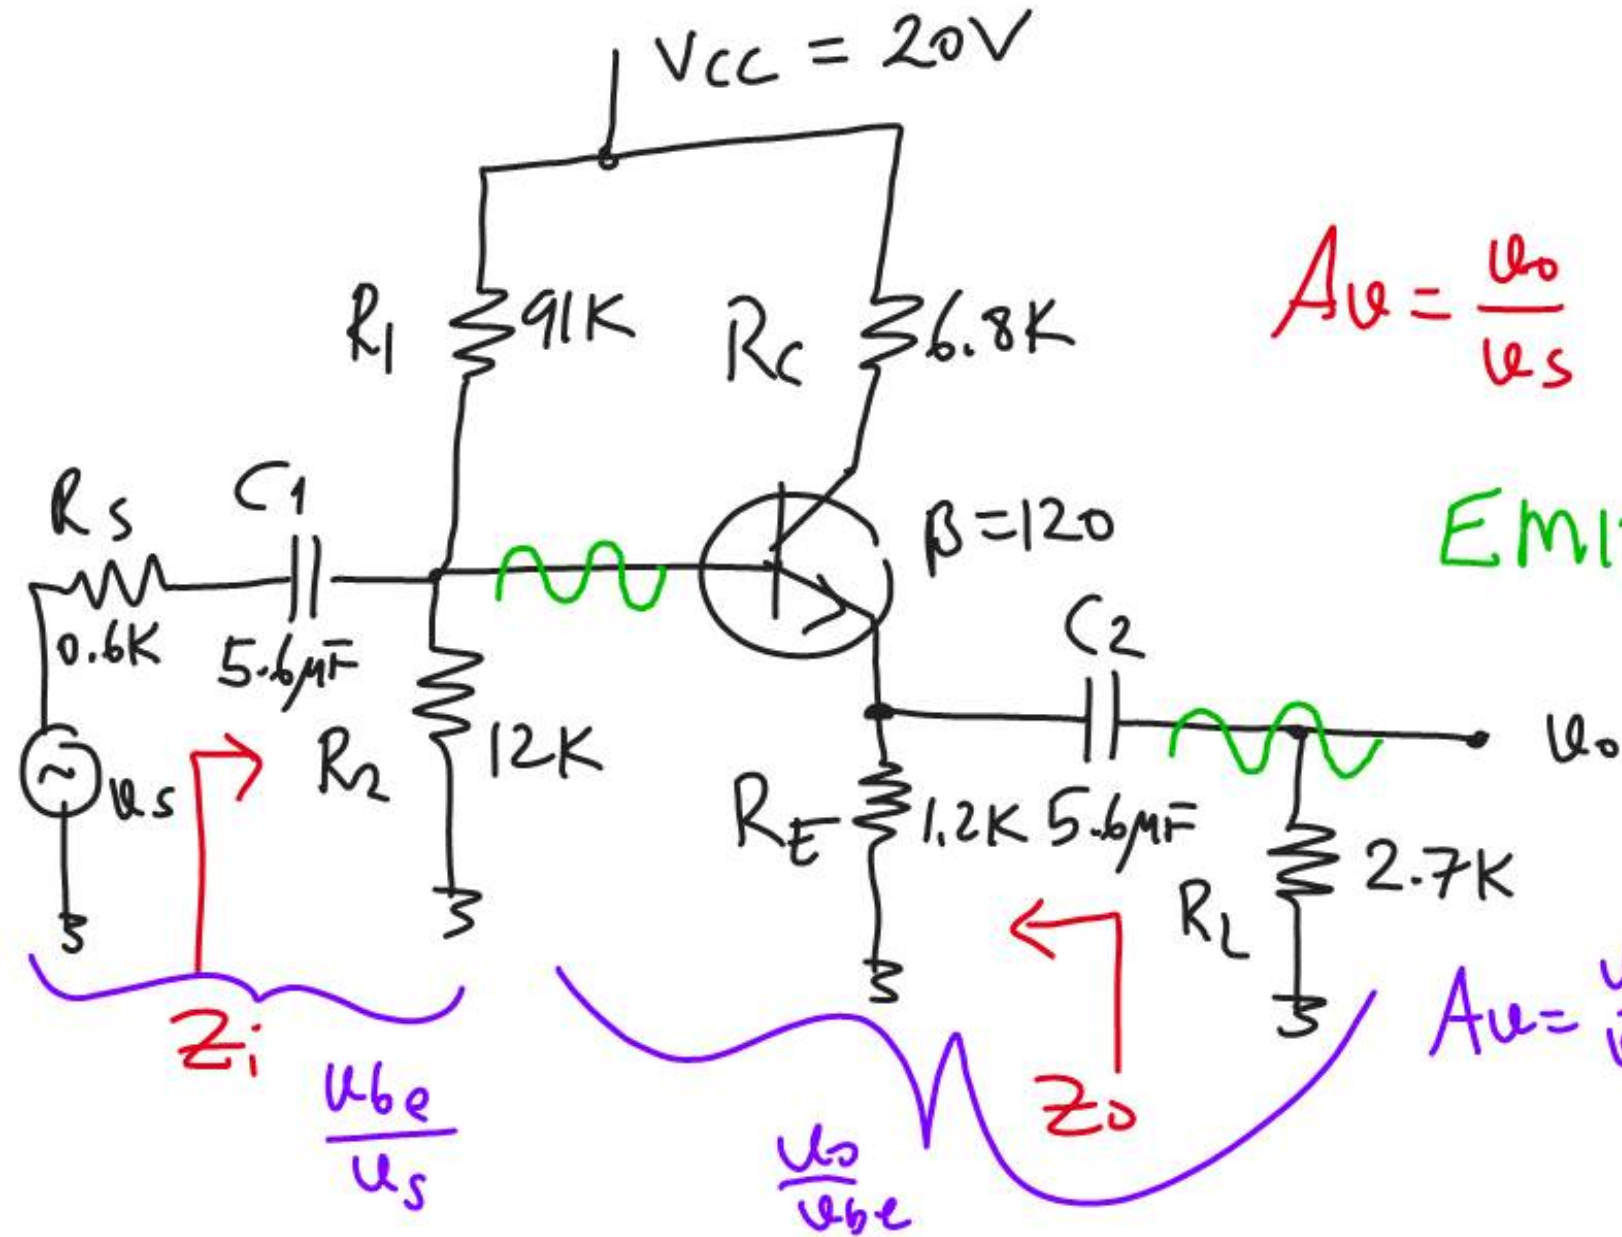 VCC = 20V
R1 91K
RC 6.8K
Av = vo/vs
RS 0.6K
C1 5.6μF
β=120
C2 5.6μF
vs
R2 12K
RE 1.2K
vo
RL 2.7K
Zi
Zo
vbe/vs
vo/vbe
Av=